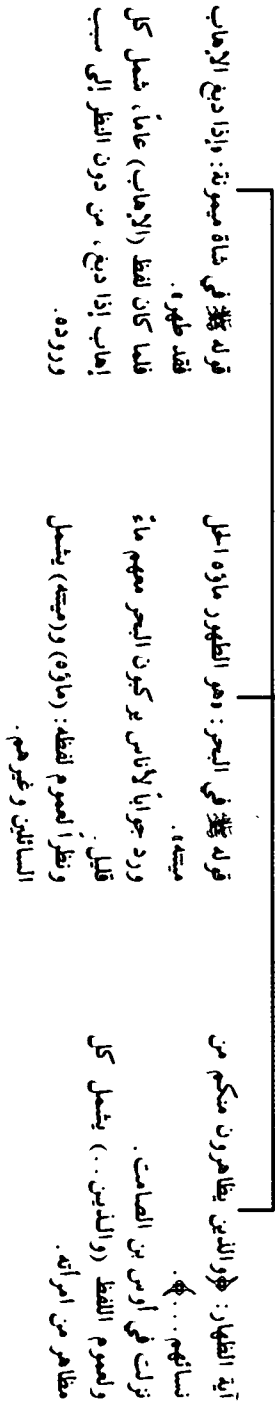 آية الظهار: ﴿والذين يظاهرون منكم من
نسائهم...﴾.
نزلت في أوس بن الصامت.
ولعموم اللفظ (والذين..) يشمل كل
مظاهر من امرأته.
قوله ﷺ في البحر: «هو الطهور ماؤه الحل
ميتته».
ورد جواباً لأناس يركبون البحر معهم ماء
قليل.
ونظراً لعموم لفظه: (ماؤه) و(ميتته) يشمل
السائلين وغيرهم.
قوله ﷺ في شاة ميمونة: «إذا دبغ الإهاب
فقد طهر».
فلما كان لفظ (الإهاب) عاماً، شمل كل
إهاب إذا دبغ، من دون النظر إلى سبب
وروده.